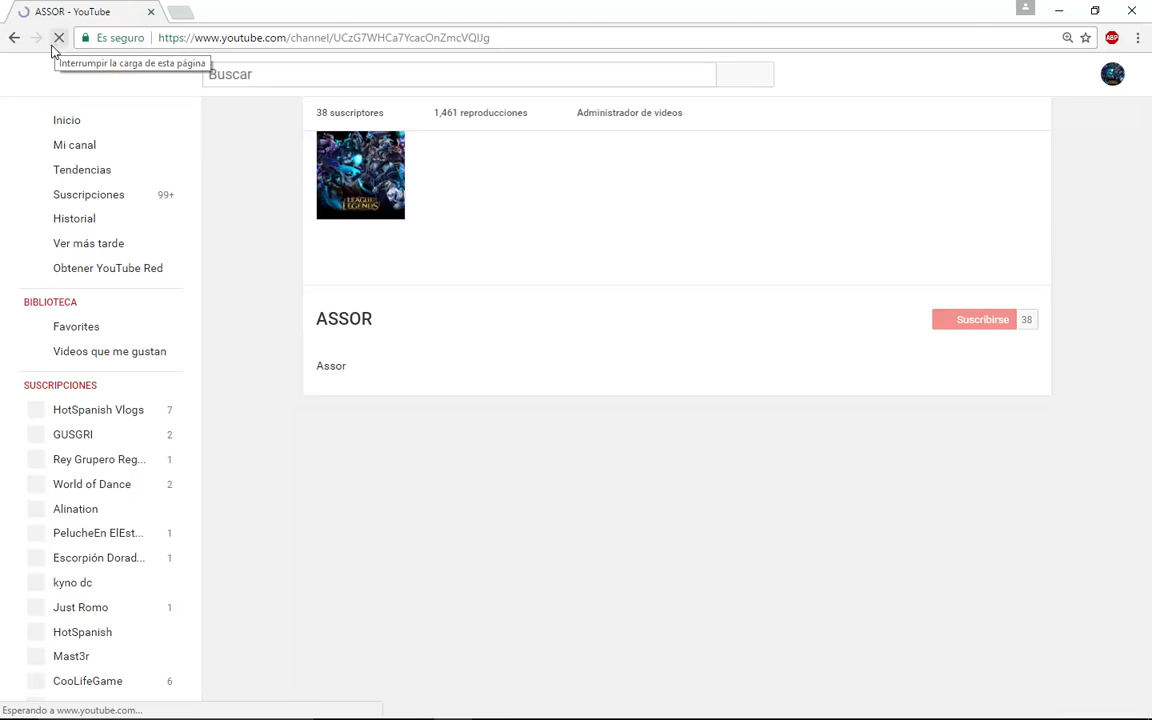 ASSOR - YouTube
Es seguro https://www.youtube.com/channel/UCzG7WHCa7YcacOnZmcVQIJg
ABP
Interrumpir la carga de esta página
Buscar
38 suscriptores 1,461 reproducciones Administrador de videos
LEAGUE OF LEGENDS
ASSOR
Suscribirse 38
Assor
Inicio
Mi canal
Tendencias
Suscripciones 99+
Historial
Ver más tarde
Obtener YouTube Red
BIBLIOTECA
Favorites
Videos que me gustan
SUSCRIPCIONES
HotSpanish Vlogs 7
GUSGRI 2
Rey Grupero Reg... 1
World of Dance 2
Alination
PelucheEn ElEst... 1
Escorpión Dorad... 1
kyno dc
Just Romo 1
HotSpanish
Mast3r
CooLifeGame 6
Esperando a www.youtube.com...